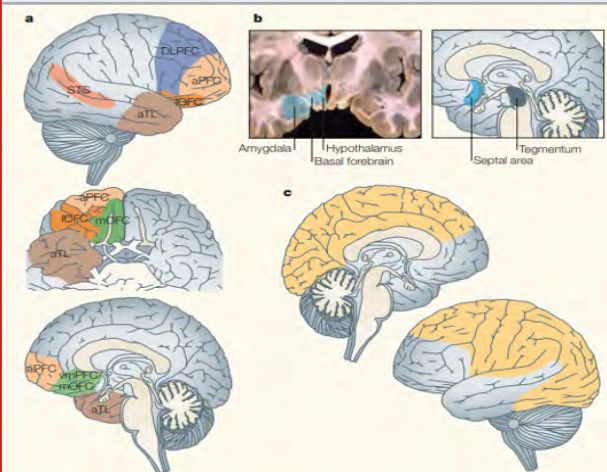 a
DLPFC
aPFC
STS
lOFC
aTL
aPFC
lOFC
mOFC
aTL
aPFC
vmPFC
mOFC
aTL
b
Amygdala
Hypothalamus
Basal forebrain
Septal area
Tegmentum
c